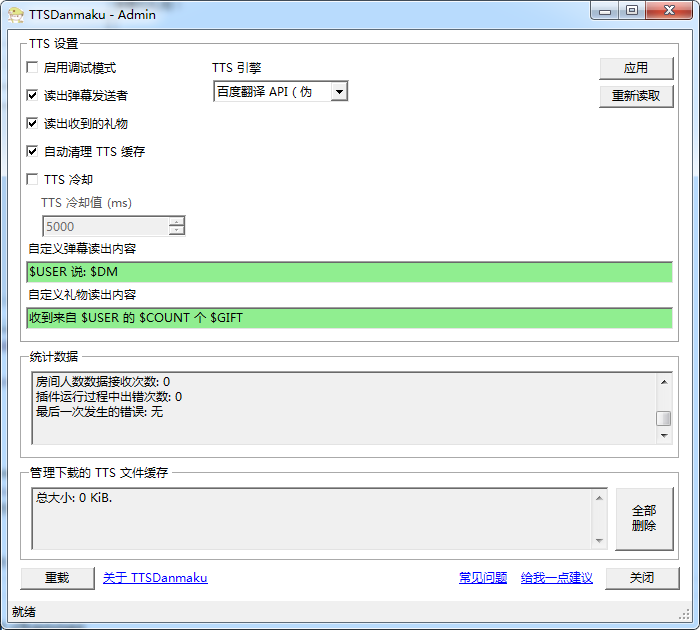 TTSDanmaku - Admin
TTS 设置
启用调试模式
TTS 引擎
应用
读出弹幕发送者
百度翻译 API ( 伪
重新读取
读出收到的礼物
自动清理 TTS 缓存
TTS 冷却
TTS 冷却值 (ms)
5000
自定义弹幕读出内容
$USER 说: $DM
自定义礼物读出内容
收到来自 $USER 的 $COUNT 个 $GIFT
统计数据
房间人数数据接收次数: 0
插件运行过程中出错次数: 0
最后一次发生的错误: 无
管理下载的 TTS 文件缓存
总大小: 0 KiB.
全部
删除
重载
关于 TTSDanmaku
常见问题
给我一点建议
关闭
就绪